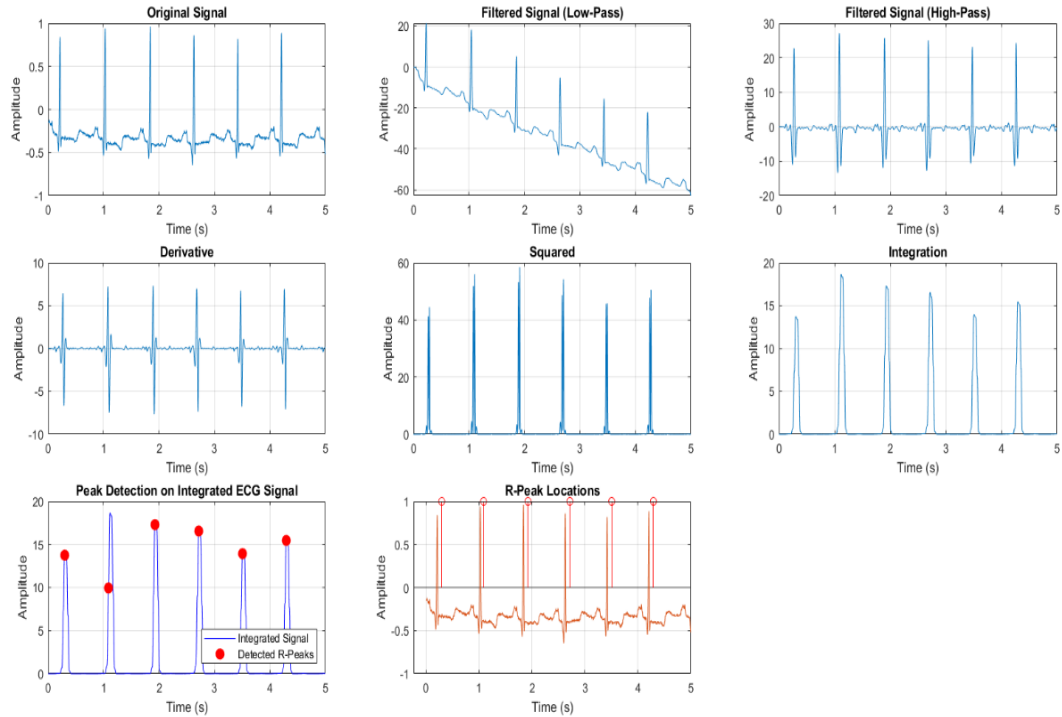 Original Signal
Amplitude
1
0.5
0
-0.5
-1
0 1 2 3 4 5
Time (s)
Filtered Signal (Low-Pass)
Amplitude
20
0
-20
-40
-60
0 1 2 3 4 5
Time (s)
Filtered Signal (High-Pass)
Amplitude
30
20
10
0
-10
-20
0 1 2 3 4 5
Time (s)
Derivative
Amplitude
10
5
0
-5
-10
0 1 2 3 4 5
Time (s)
Squared
Amplitude
60
40
20
0
0 1 2 3 4 5
Time (s)
Integration
Amplitude
20
15
10
5
0
0 1 2 3 4 5
Time (s)
Peak Detection on Integrated ECG Signal
Amplitude
20
15
10
5
0
Integrated Signal
Detected R-Peaks
0 1 2 3 4 5
Time (s)
R-Peak Locations
Amplitude
1
0.5
0
-0.5
-1
0 1 2 3 4 5
Time (s)